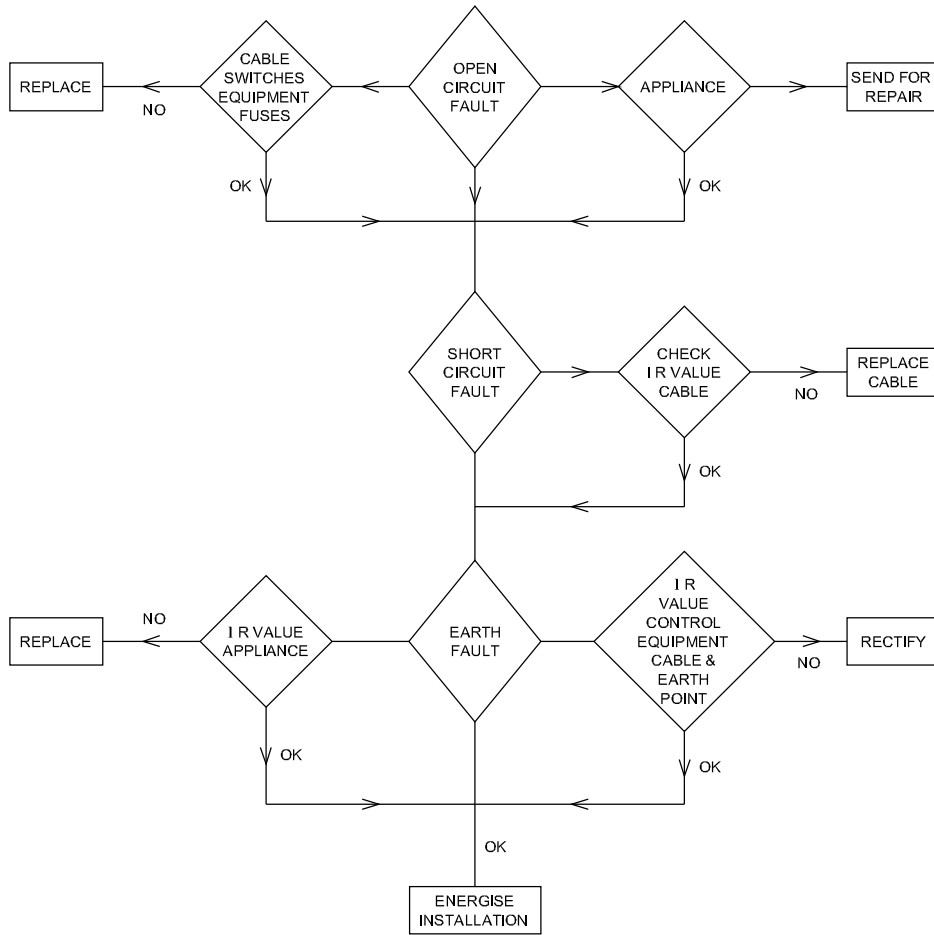 REPLACE
NO
CABLE
SWITCHES
EQUIPMENT
FUSES
OPEN
CIRCUIT
FAULT
APPLIANCE
SEND FOR
REPAIR
OK
OK
SHORT
CIRCUIT
FAULT
CHECK
I R VALUE
CABLE
NO
REPLACE
CABLE
OK
REPLACE
NO
I R VALUE
APPLIANCE
EARTH
FAULT
I R
VALUE
CONTROL
EQUIPMENT
CABLE &
EARTH
POINT
NO
RECTIFY
OK
OK
OK
ENERGISE
INSTALLATION